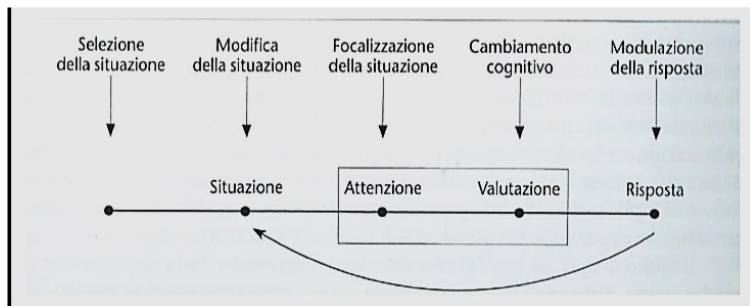 Selezione
della situazione
Modifica
della situazione
Focalizzazione
della situazione
Cambiamento
cognitivo
Modulazione
della risposta
Situazione
Attenzione
Valutazione
Risposta